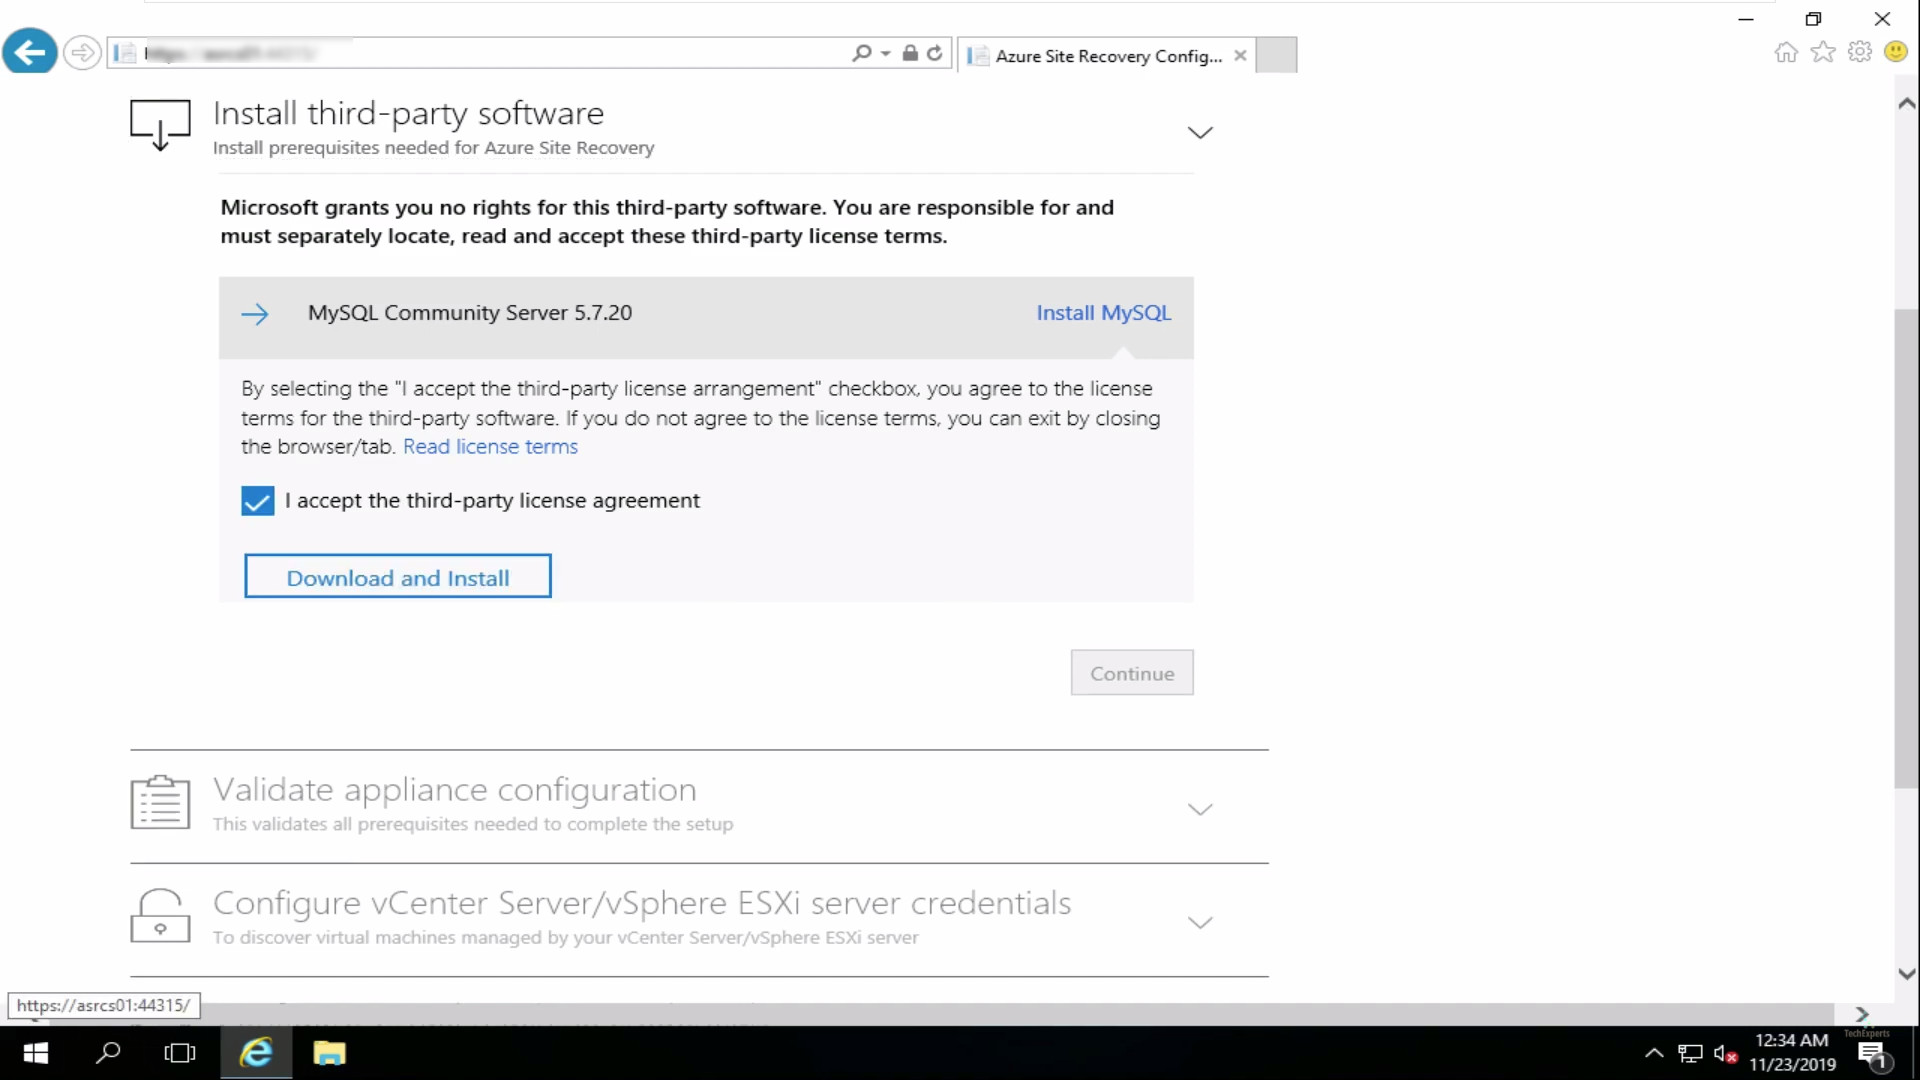 Azure Site Recovery Config...
Install third-party software
Install prerequisites needed for Azure Site Recovery
Microsoft grants you no rights for this third-party software. You are responsible for and
must separately locate, read and accept these third-party license terms.
MySQL Community Server 5.7.20
Install MySQL
By selecting the "I accept the third-party license arrangement" checkbox, you agree to the license
terms for the third-party software. If you do not agree to the license terms, you can exit by closing
the browser/tab. Read license terms
I accept the third-party license agreement
Download and Install
Continue
Validate appliance configuration
This validates all prerequisites needed to complete the setup
Configure vCenter Server/vSphere ESXi server credentials
To discover virtual machines managed by your vCenter Server/vSphere ESXi server
https://asrcs01:44315/
TechExperts
12:34 AM
11/23/2019
1